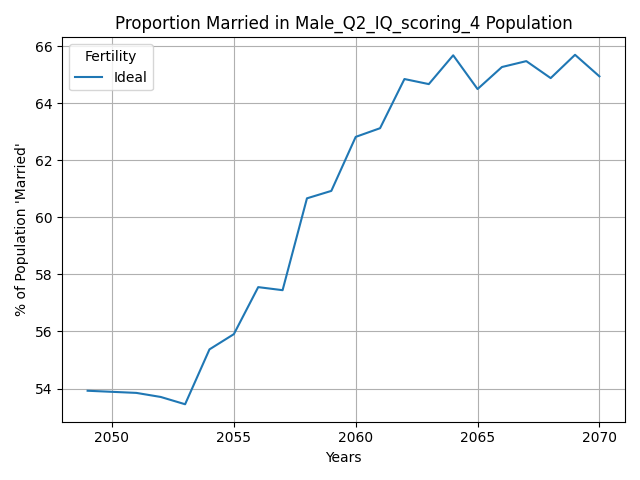 Proportion Married in Male_Q2_IQ_scoring_4 Population
Fertility
Ideal
% of Population 'Married'
66
64
62
60
58
56
54
2050
2055
2060
2065
2070
Years